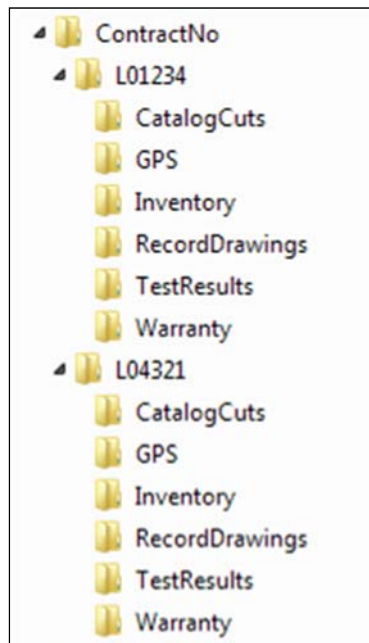 ContractNo
L01234
CatalogCuts
GPS
Inventory
RecordDrawings
TestResults
Warranty
L04321
CatalogCuts
GPS
Inventory
RecordDrawings
TestResults
Warranty